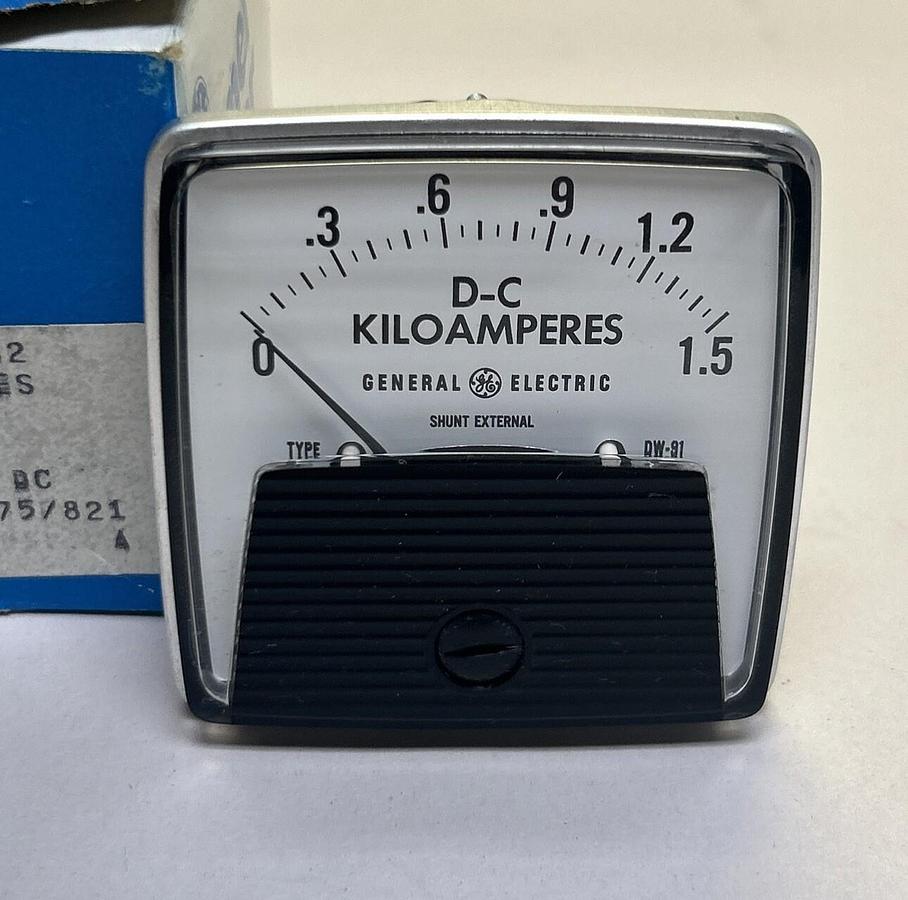 .3 .6 .9 1.2
0 1.5
D-C
KILOAMPERES
GENERAL GE ELECTRIC
SHUNT EXTERNAL
TYPE DW-91
2
ES
DC
75/821
A